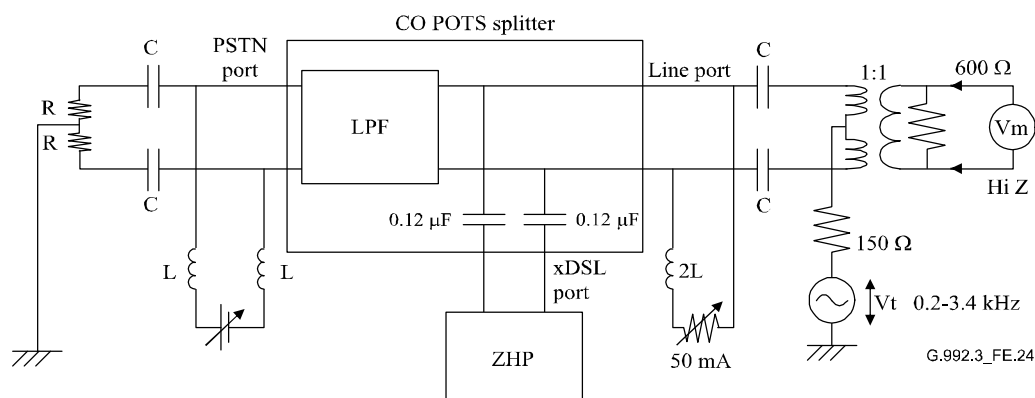 CO POTS splitter
C
PSTN
port
Line port
C
1:1
600 Ω
R
R
LPF
Vm
C
C
Hi Z
0.12 μF
0.12 μF
150 Ω
L
L
xDSL
port
2L
Vt 0.2-3.4 kHz
ZHP
50 mA
G.992.3_FE.24